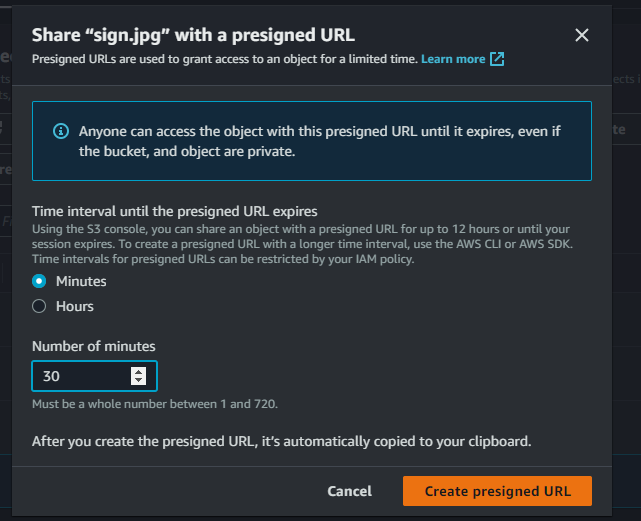 Share “sign.jpg” with a presigned URL
Presigned URLs are used to grant access to an object for a limited time. Learn more
Anyone can access the object with this presigned URL until it expires, even if
the bucket, and object are private.
Time interval until the presigned URL expires
Using the S3 console, you can share an object with a presigned URL for up to 12 hours or until your
session expires. To create a presigned URL with a longer time interval, use the AWS CLI or AWS SDK.
Time intervals for presigned URLs can be restricted by your IAM policy.
Minutes
Hours
Number of minutes
30
Must be a whole number between 1 and 720.
After you create the presigned URL, it’s automatically copied to your clipboard.
Cancel
Create presigned URL